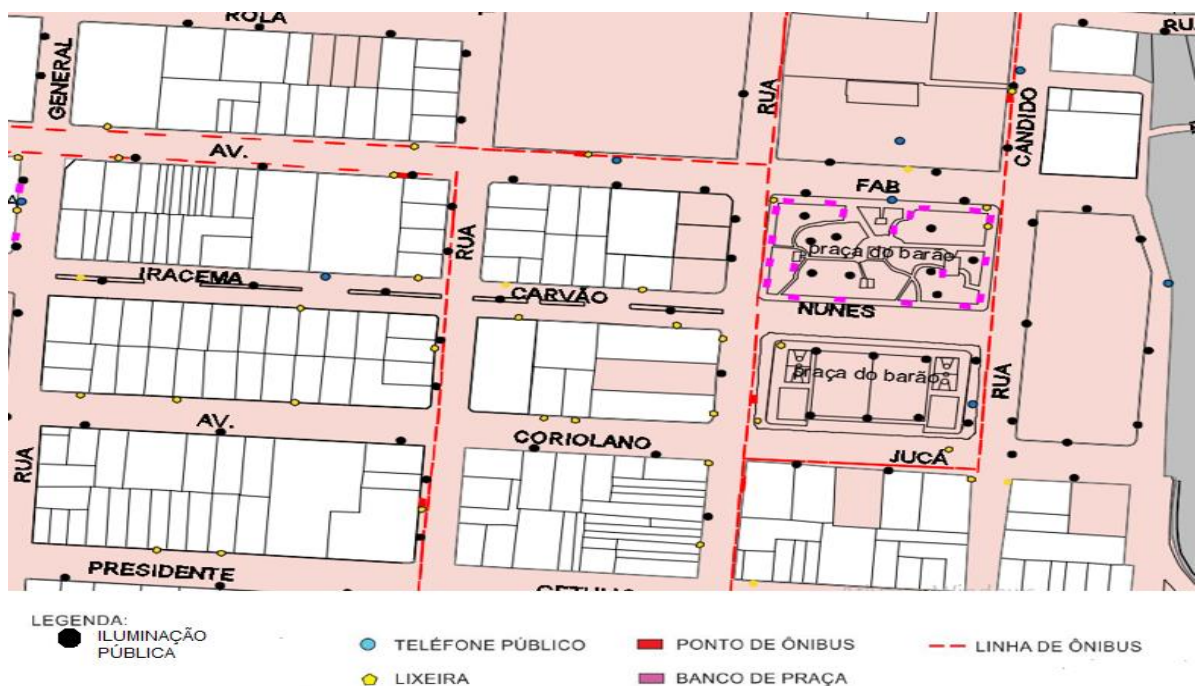 ROLA
RU
GENERAL
RUA
CANDIDO
AV.
FAB
praça do barão
RUA
IRACEMA
CARVÃO
NUNES
praça do barão
RUA
AV.
CORIOLANO
JUCÁ
RUA
PRESIDENTE
LEGENDA:
ILUMINAÇÃO
PÚBLICA
TELÉFONE PÚBLICO
PONTO DE ÔNIBUS
LINHA DE ÔNIBUS
LIXEIRA
BANCO DE PRAÇA